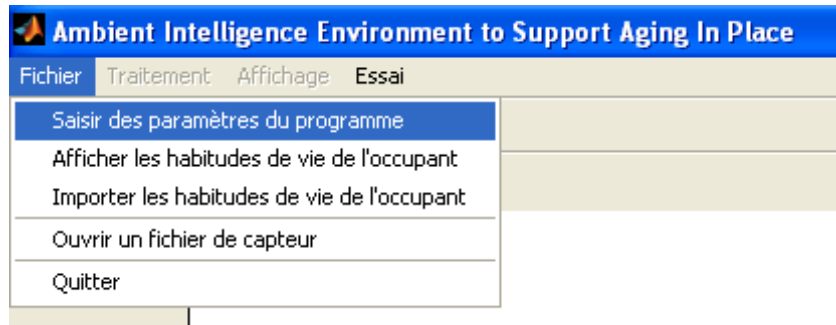 Ambient Intelligence Environment to Support Aging In Place
Fichier Traitement Affichage Essai
Saisir des paramètres du programme
Afficher les habitudes de vie de l'occupant
Importer les habitudes de vie de l'occupant
Ouvrir un fichier de capteur
Quitter